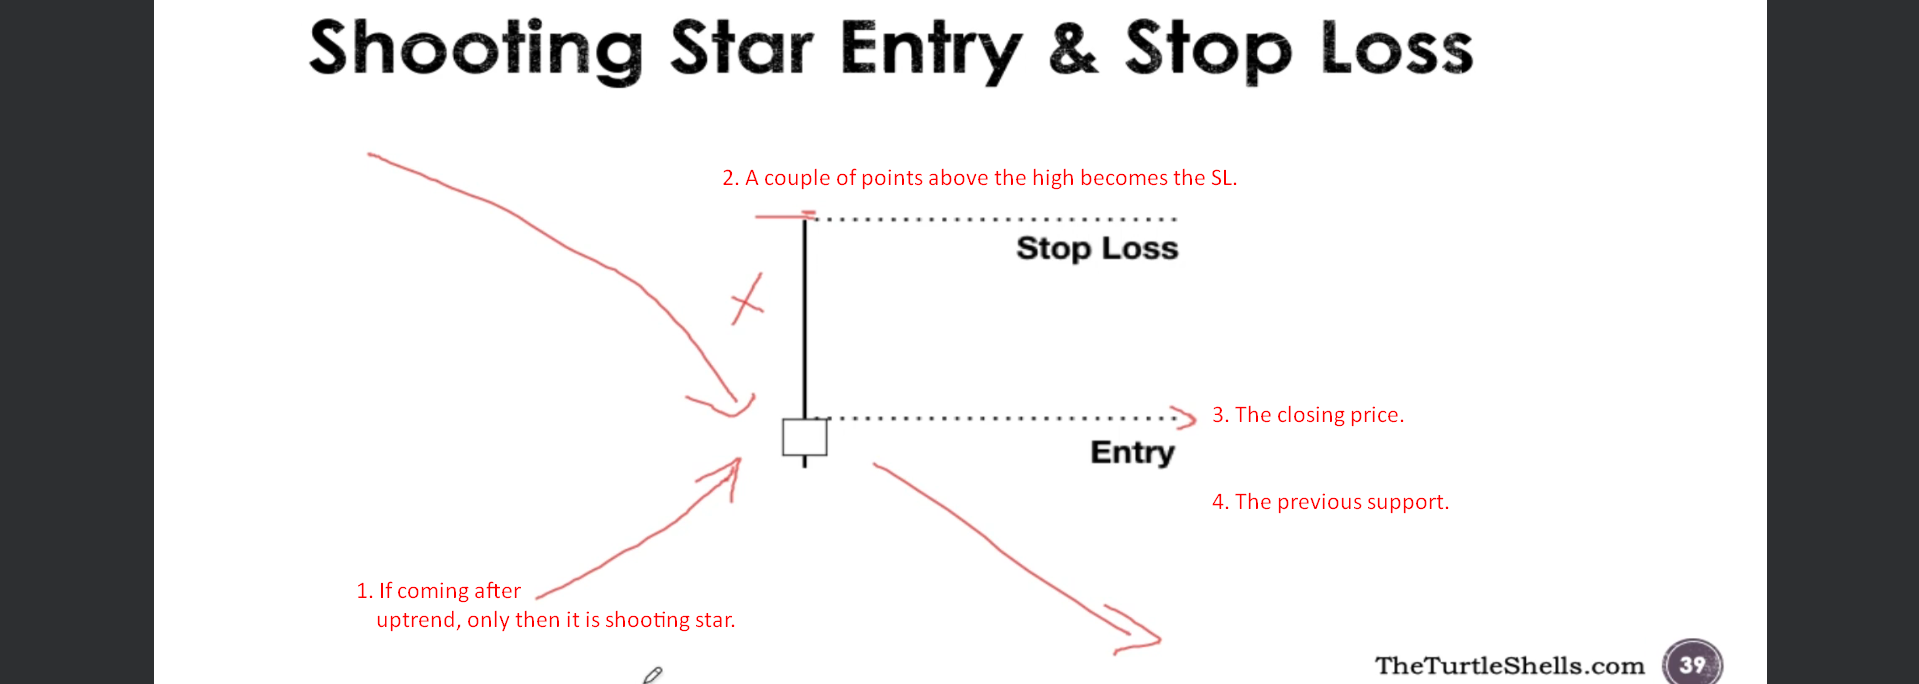 Shooting Star Entry & Stop Loss
2. A couple of points above the high becomes the SL.
Stop Loss
3. The closing price.
Entry
4. The previous support.
1. If coming after
uptrend, only then it is shooting star.
TheTurtleShells.com 39